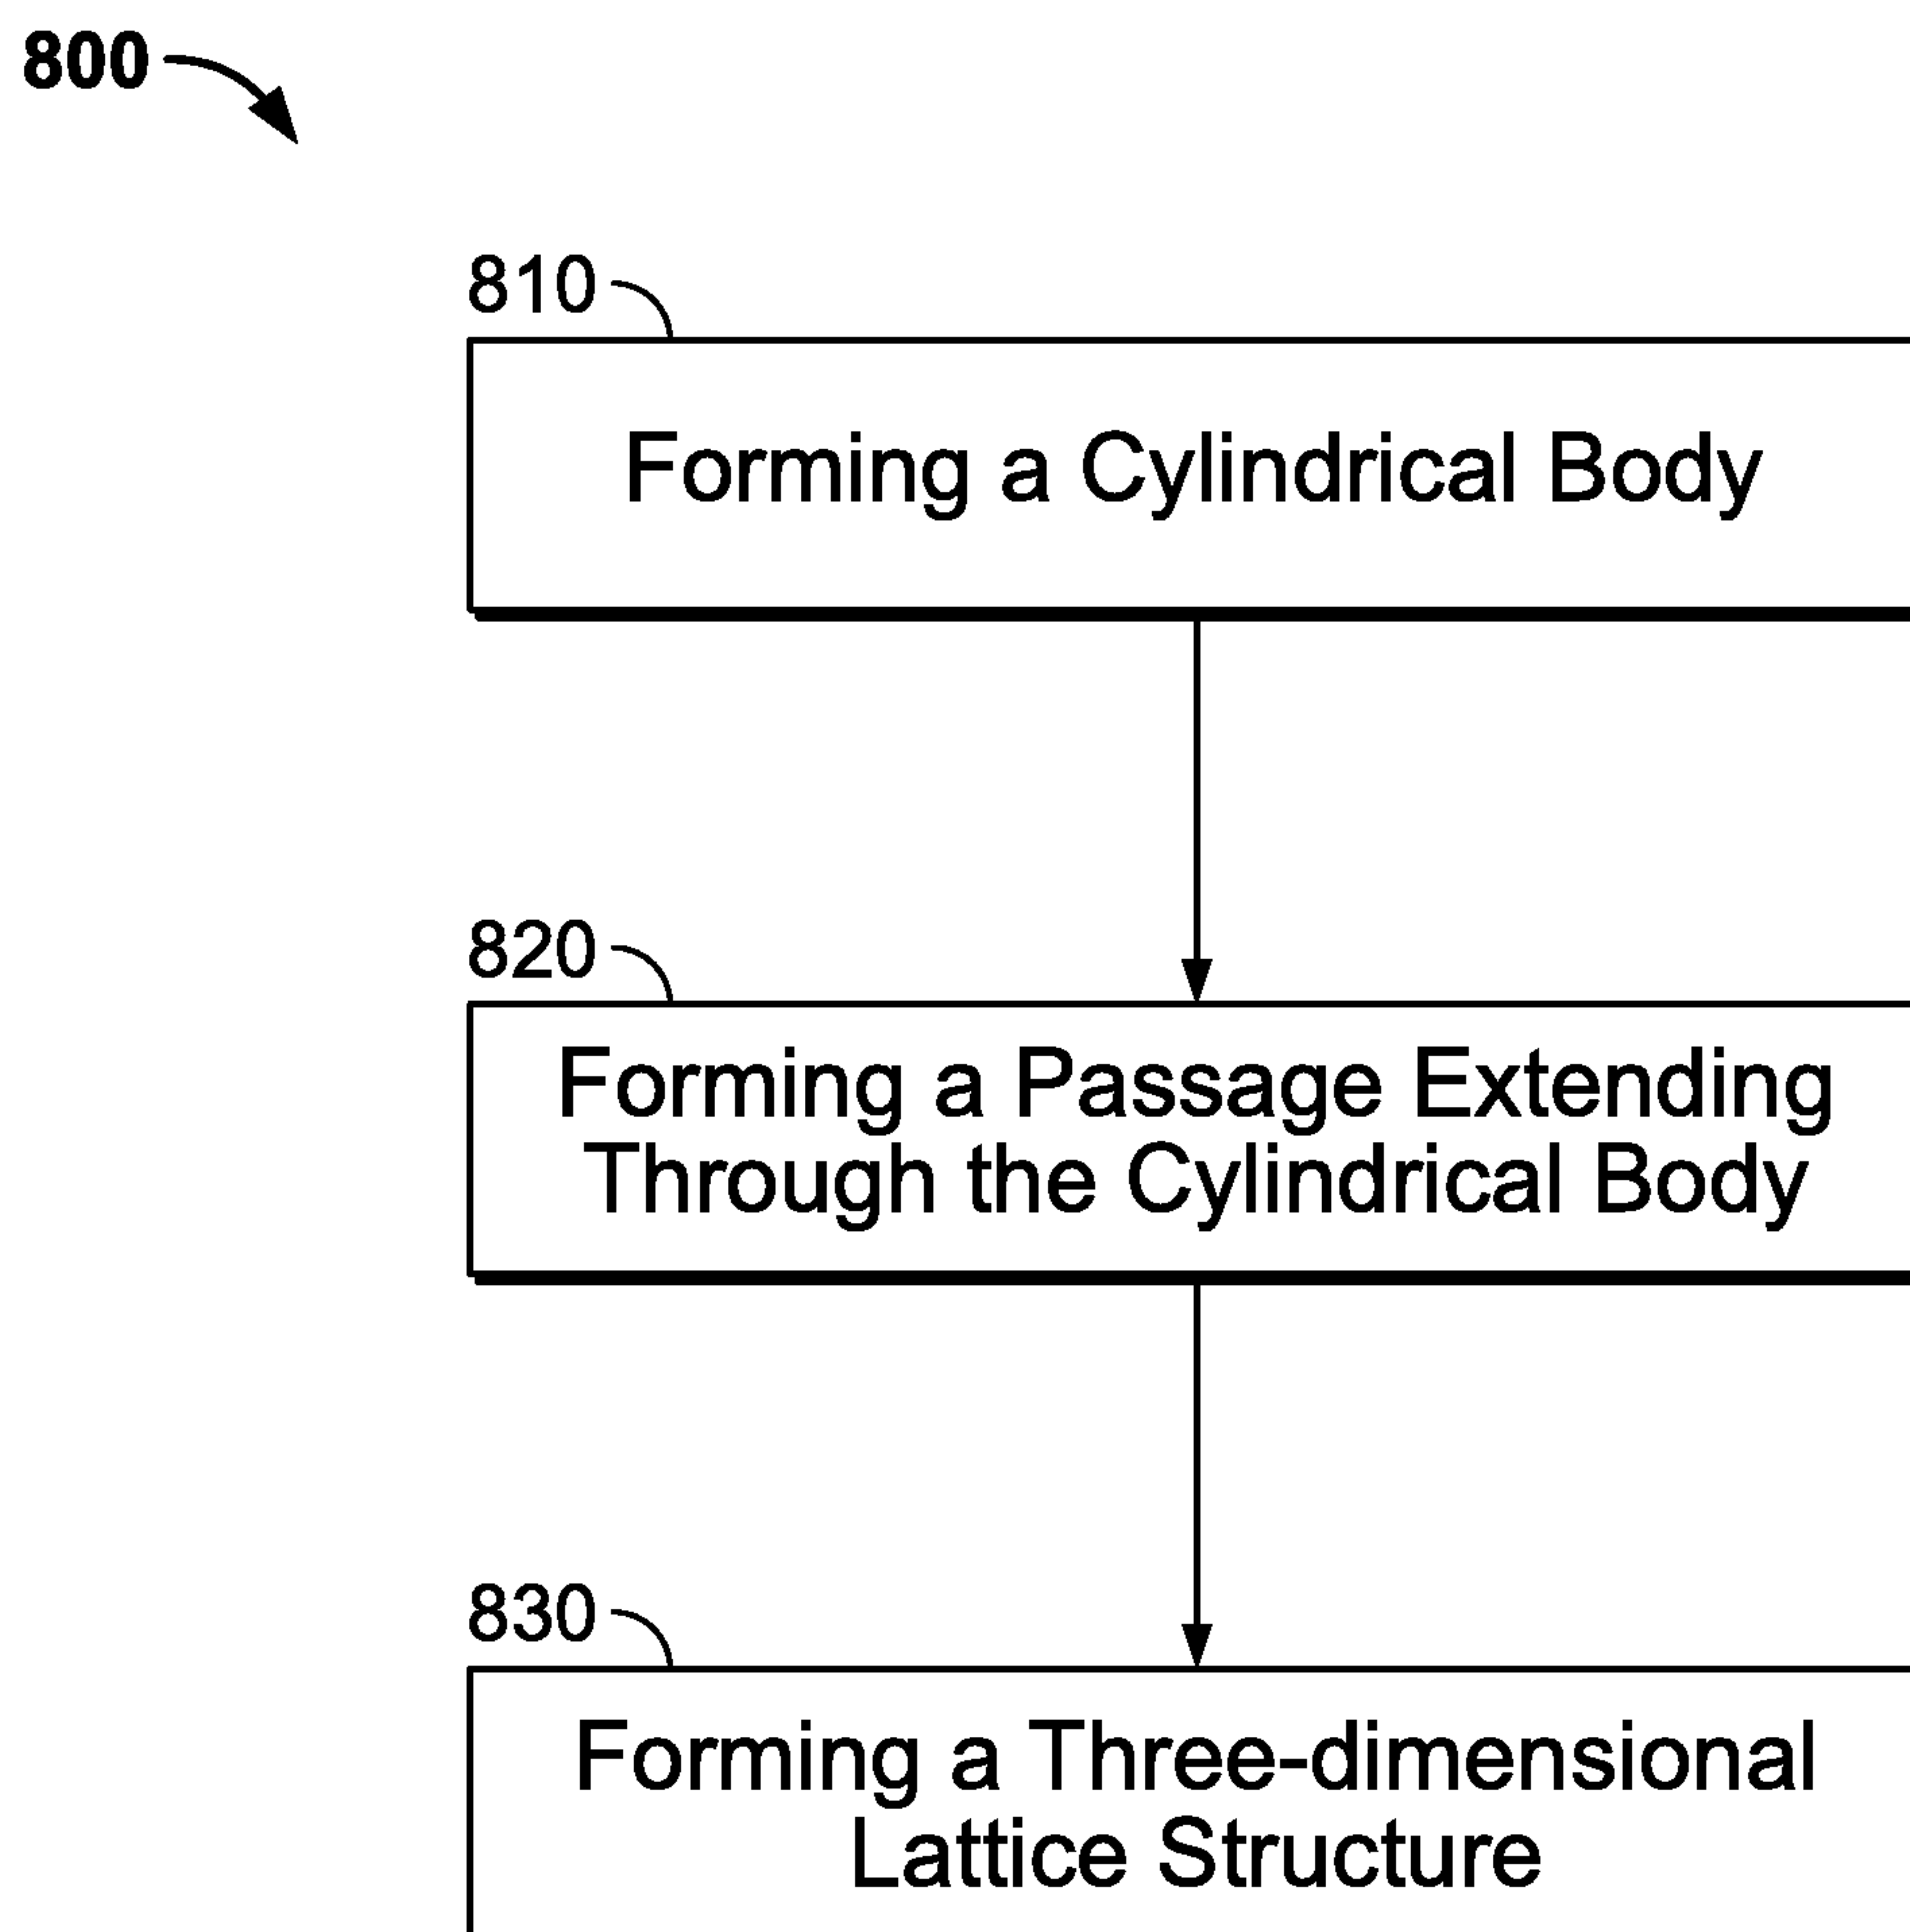 800
810
Forming a Cylindrical Body
820
Forming a Passage Extending
Through the Cylindrical Body
830
Forming a Three-dimensional
Lattice Structure